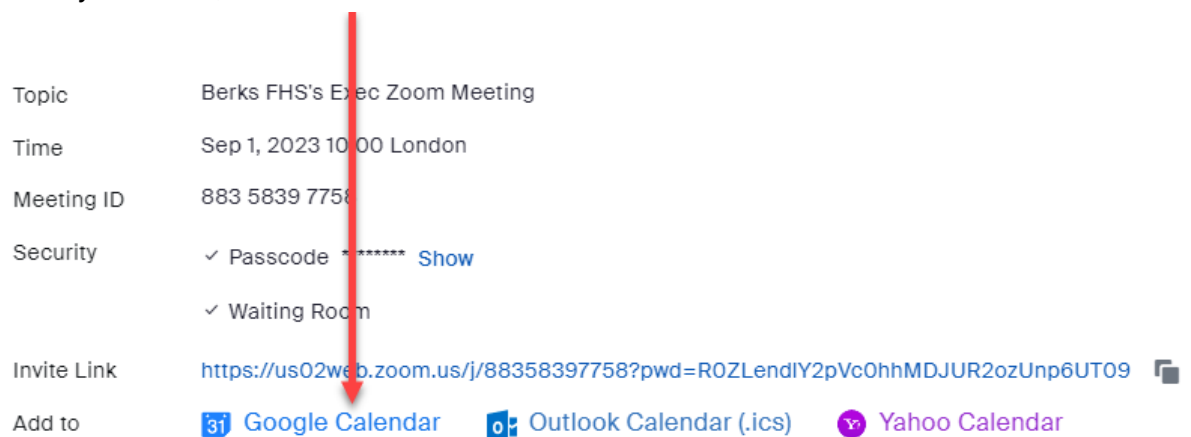 Topic Berks FHS's Exec Zoom Meeting
Time Sep 1, 2023 10:00 London
Meeting ID 883 5839 7758
Security ✓ Passcode ******** Show
✓ Waiting Room
Invite Link https://us02web.zoom.us/j/88358397758?pwd=R0ZLendlY2pVc0hhMDJUR2ozUnp6UT09
Add to 31 Google Calendar Outlook Calendar (.ics) Yahoo Calendar